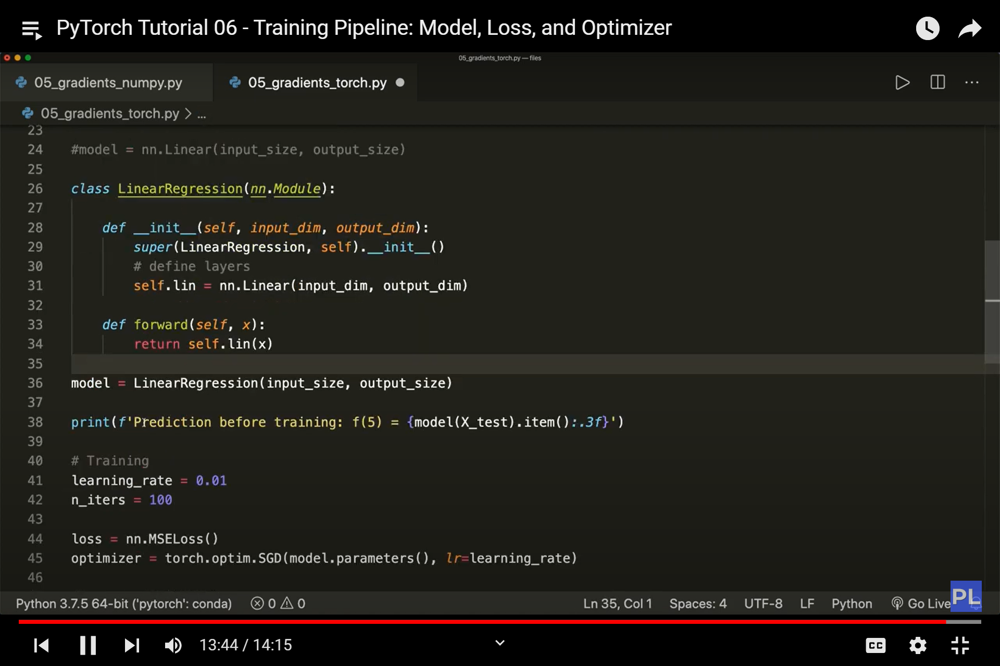 PyTorch Tutorial 06 - Training Pipeline: Model, Loss, and Optimizer
05_gradients_torch.py — files
05_gradients_numpy.py
05_gradients_torch.py
05_gradients_torch.py > ...
23
24 #model = nn.Linear(input_size, output_size)
25
26 class LinearRegression(nn.Module):
27
28 def __init__(self, input_dim, output_dim):
29 super(LinearRegression, self).__init__()
30 # define layers
31 self.lin = nn.Linear(input_dim, output_dim)
32
33 def forward(self, x):
34 return self.lin(x)
35
36 model = LinearRegression(input_size, output_size)
37
38 print(f'Prediction before training: f(5) = {model(X_test).item():.3f}')
39
40 # Training
41 learning_rate = 0.01
42 n_iters = 100
43
44 loss = nn.MSELoss()
45 optimizer = torch.optim.SGD(model.parameters(), lr=learning_rate)
46
Python 3.7.5 64-bit ('pytorch': conda) 0 0 Ln 35, Col 1 Spaces: 4 UTF-8 LF Python Go Live
PL
13:44 / 14:15
CC